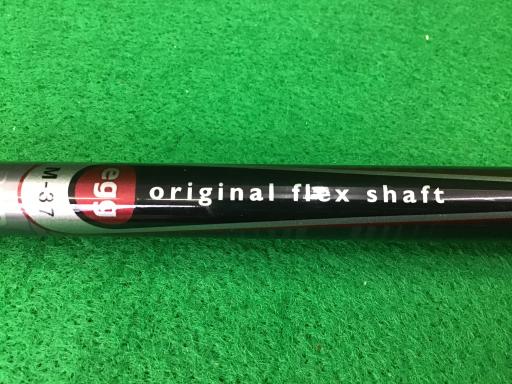 M-37
egg
original flex shaft